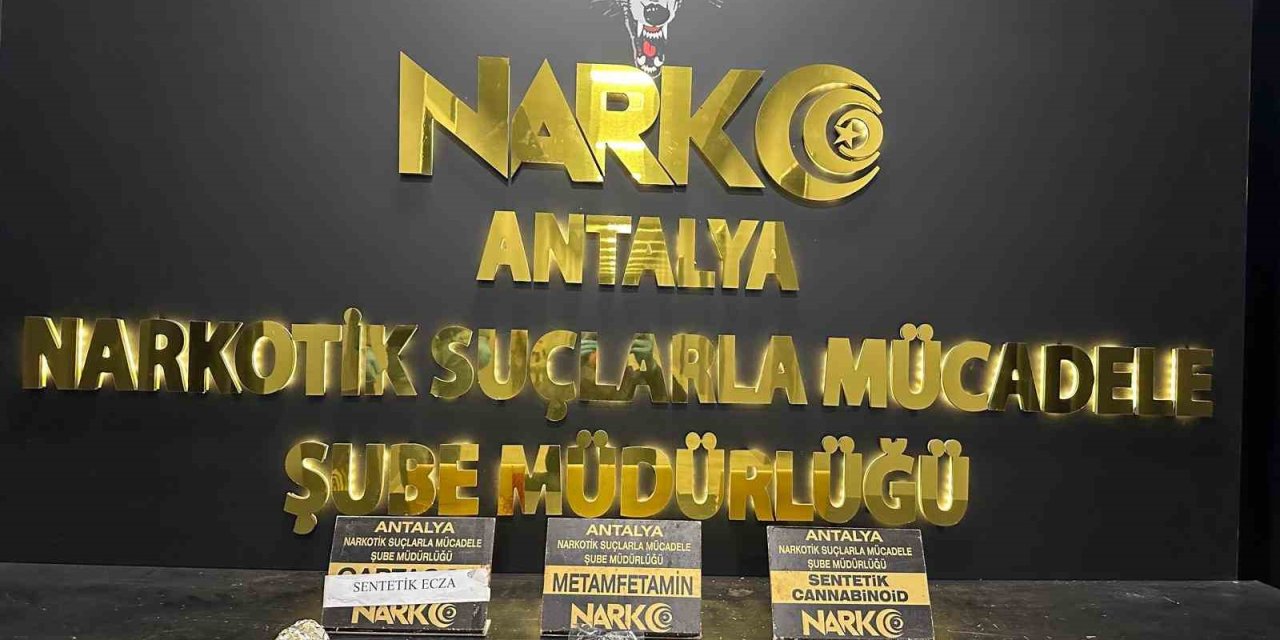 NARKO
ANTALYA
NARKOTİK SUÇLARLA MÜCADELE
ŞUBE MÜDÜRLÜĞÜ
ANTALYA
NARKOTİK SUÇLARLA MÜCADELE
ŞUBE MÜDÜRLÜĞÜ
SENTETİK ECZA
NARKO
ANTALYA
NARKOTİK SUÇLARLA MÜCADELE
ŞUBE MÜDÜRLÜĞÜ
METAMFETAMİN
NARKO
ANTALYA
NARKOTİK SUÇLARLA MÜCADELE
ŞUBE MÜDÜRLÜĞÜ
SENTETİK
CANNABİNOİD
NARKO